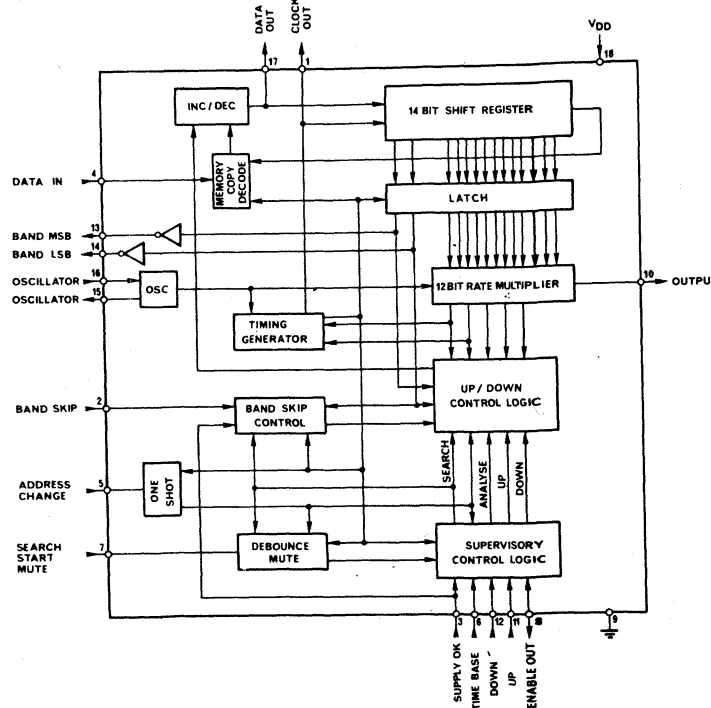 DATA OUT
CLOCK OUT
VDD
17
1
18
INC / DEC
14 BIT SHIFT REGISTER
4
DATA IN
MEMORY COPY DECODE
LATCH
13
BAND MSB
14
BAND LSB
16
OSCILLATOR
15
OSCILLATOR
OSC
12 BIT RATE MULTIPLIER
10
OUTPU
TIMING GENERATOR
UP / DOWN CONTROL LOGIC
2
BAND SKIP
BAND SKIP CONTROL
SEARCH
ANALYSE
UP
DOWN
5
ADDRESS CHANGE
ONE SHOT
7
SEARCH START MUTE
DEBOUNCE MUTE
SUPERVISORY CONTROL LOGIC
3
6
12
11
8
9
SUPPLY OK
TIME BASE
DOWN
UP
ENABLE OUT